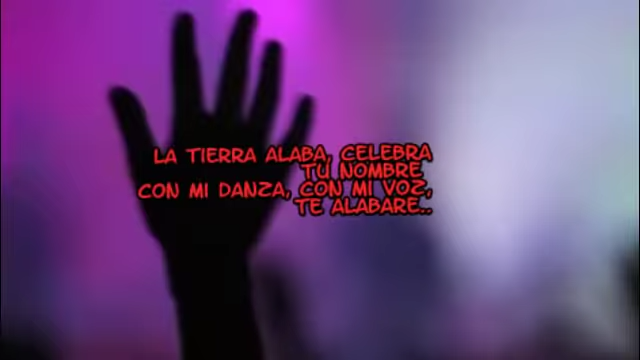 LA TIERRA ALABA, CELEBRA
TU NOMBRE
CON MI DANZA, CON MI VOZ,
TE ALABARE..